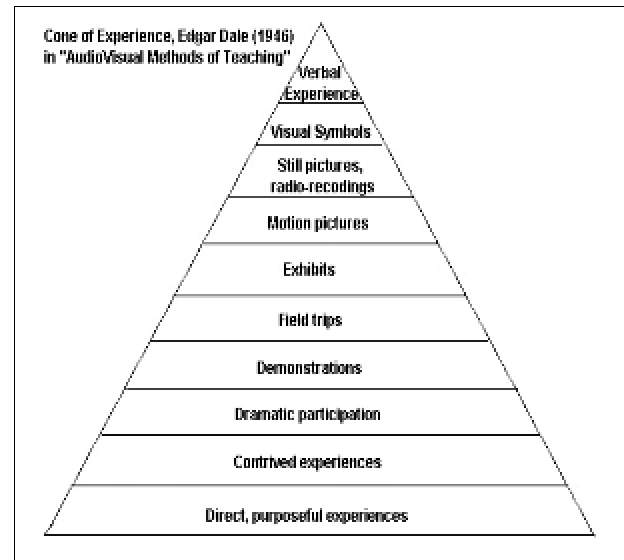 Cone of Experience, Edgar Dale (1946)
in "AudioVisual Methods of Teaching"
Verbal
Experience
Visual Symbols
Still pictures,
radio-recodings
Motion pictures
Exhibits
Field trips
Demonstrations
Dramatic participation
Contrived experiences
Direct, purposeful experiences